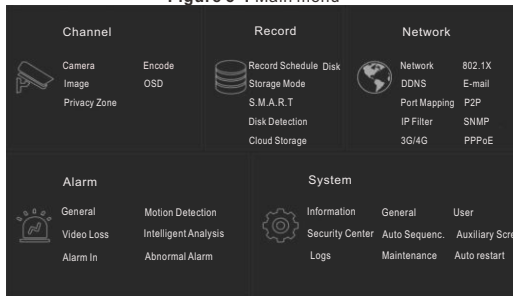 Figure 3-1 Main menu
Channel
Camera Encode
Image OSD
Privacy Zone
Record
Record Schedule Disk
Storage Mode
S.M.A.R.T
Disk Detection
Cloud Storage
Network
Network 802.1X
DDNS E-mail
Port Mapping P2P
IP Filter SNMP
3G/4G PPPoE
Alarm
General Motion Detection
Video Loss Intelligent Analysis
Alarm In Abnormal Alarm
System
Information General User
Security Center Auto Sequenc. Auxiliary Scre
Logs Maintenance Auto restart